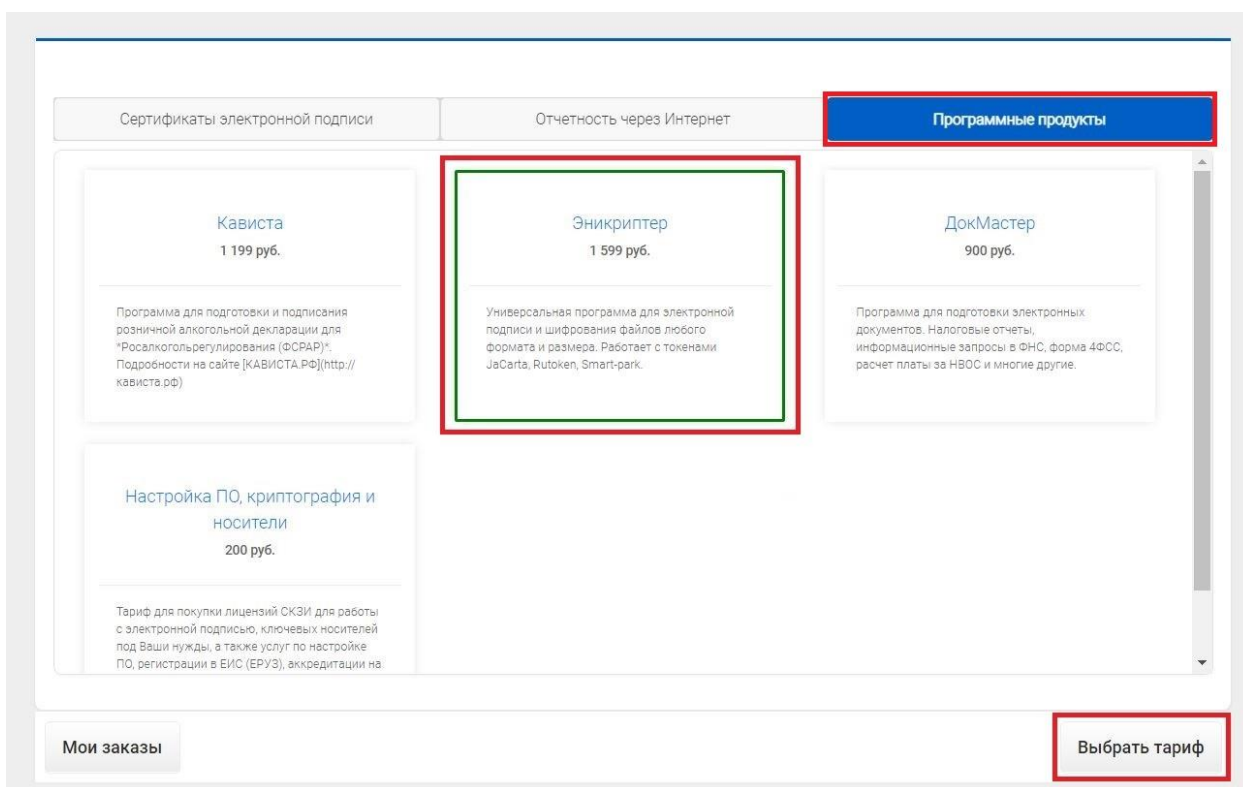 Сертификаты электронной подписи
Отчетность через Интернет
Программные продукты
Кависта
1 199 руб.
Программа для подготовки и подписания
розничной алкогольной декларации для
*Росалкогольрегулирования (ФСРАР)*.
Подробности на сайте [КАВИСТА.РФ](http://
кависта.рф)
Эникриптер
1 599 руб.
Универсальная программа для электронной
подписи и шифрования файлов любого
формата и размера. Работает с токенами
JaCarta, Rutoken, Smart-park.
ДокМастер
900 руб.
Программа для подготовки электронных
документов. Налоговые отчеты,
информационные запросы в ФНС, форма 4ФСС,
расчет платы за НВОС и многие другие.
Настройка ПО, криптография и
носители
200 руб.
Тариф для покупки лицензий СКЗИ для работы
с электронной подписью, ключевых носителей
под Ваши нужды, а также услуг по настройке
ПО, регистрации в ЕИС (ЕРУЗ), аккредитации на
Мои заказы
Выбрать тариф